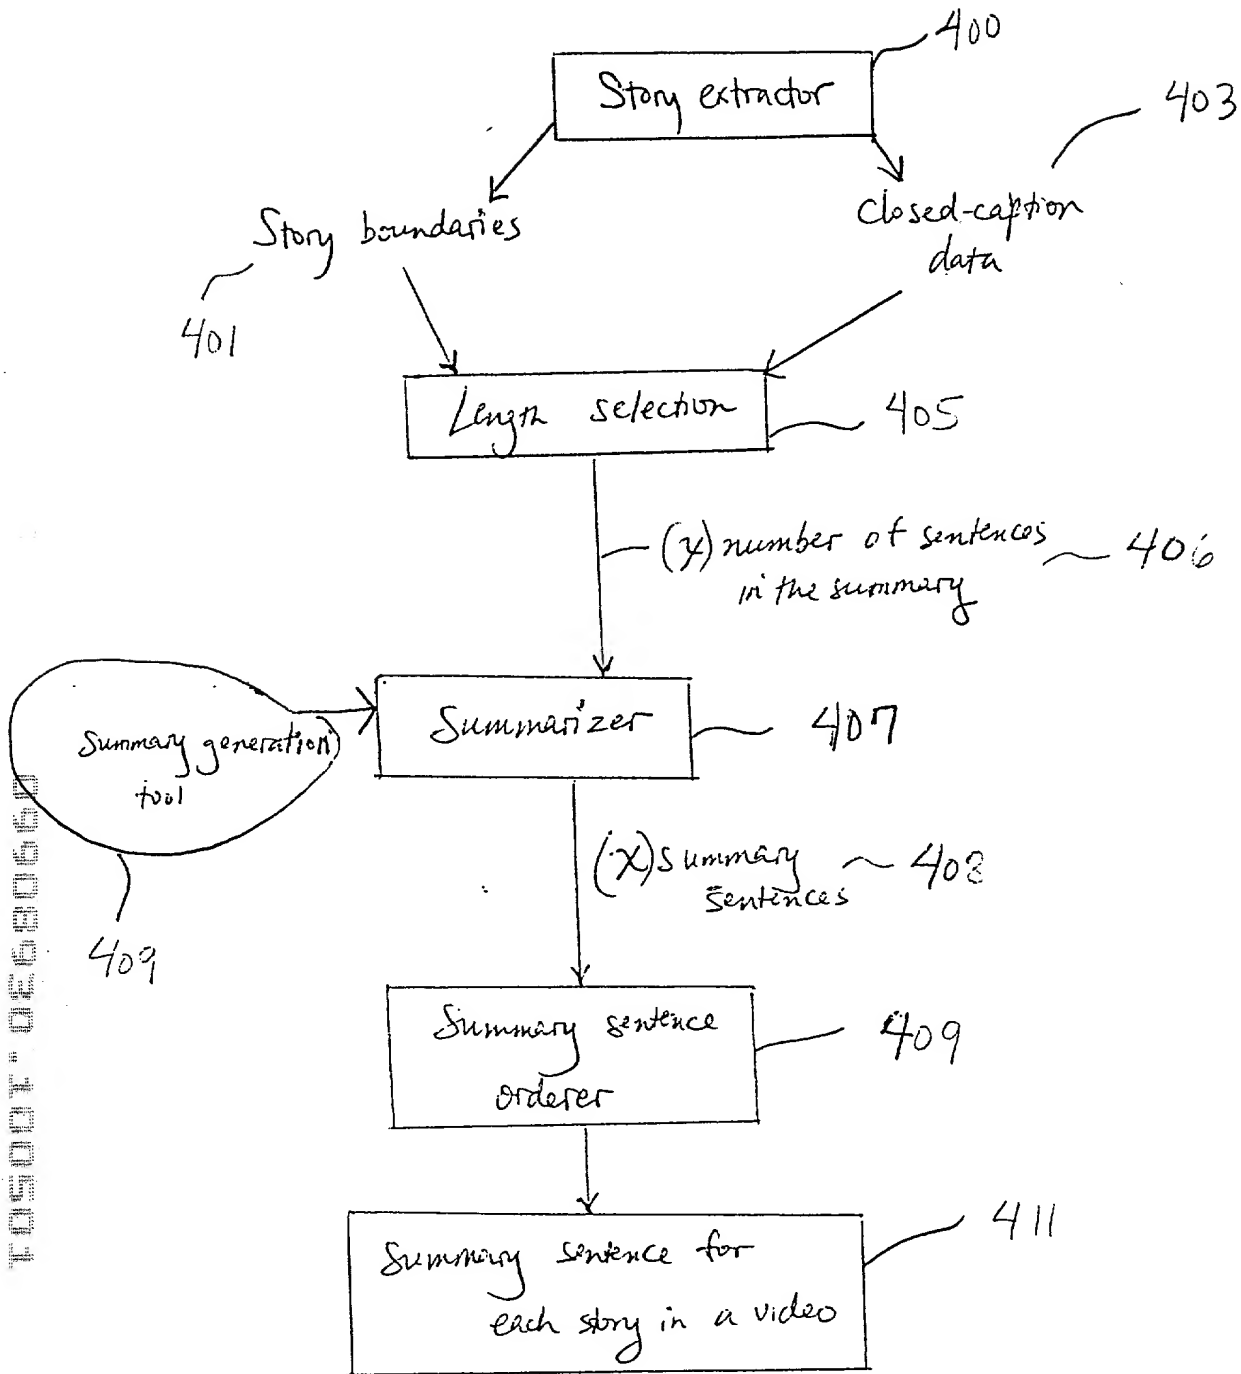 400
Story extractor
403
Story boundaries
closed-caption
data
401
Length selection
405
(x) number of sentences
in the summary
406
Summarizer
407
Summary generation
tool
409
(x) summary
sentences
408
Summary sentence
orderer
409
Summary sentence for
each story in a video
411
09908930.100501